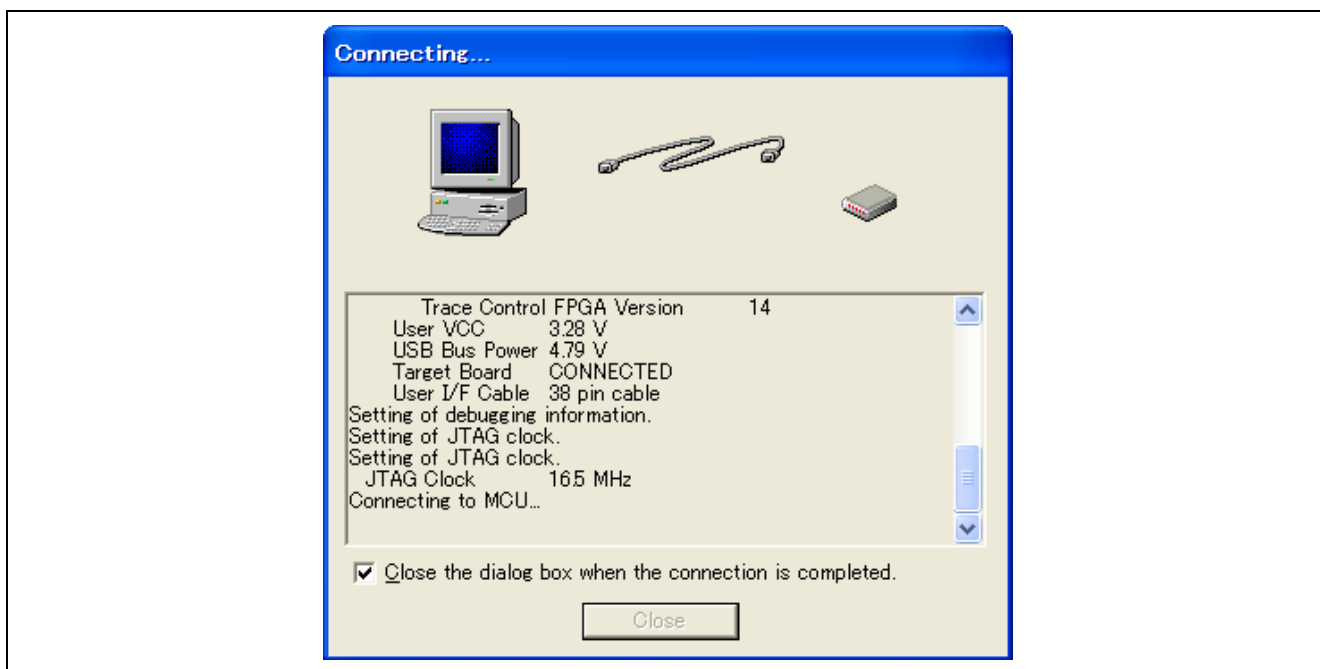 Connecting...
Trace Control FPGA Version 14
User VCC 3.28 V
USB Bus Power 4.79 V
Target Board CONNECTED
User I/F Cable 38 pin cable
Setting of debugging information.
Setting of JTAG clock.
Setting of JTAG clock.
JTAG Clock 16.5 MHz
Connecting to MCU...
Close the dialog box when the connection is completed.
Close